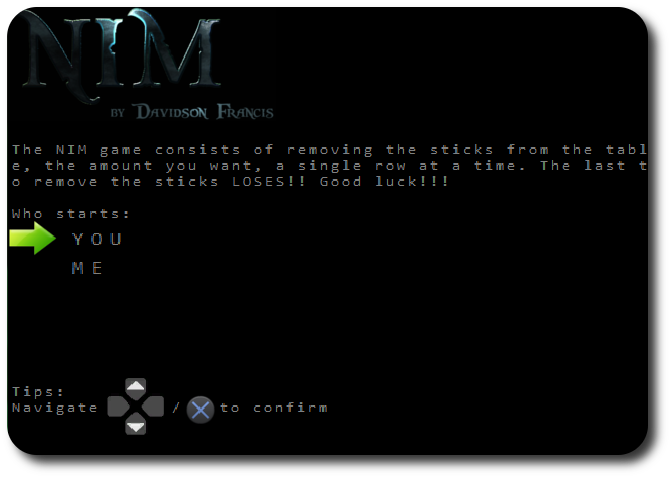 NIM
BY DAVIDSON FRANCIS
The NIM game consists of removing the sticks from the tabl
e, the amount you want, a single row at a time. The last t
o remove the sticks LOSES!! Good luck!!!
Who starts:
YOU
ME
Tips:
Navigate / to confirm